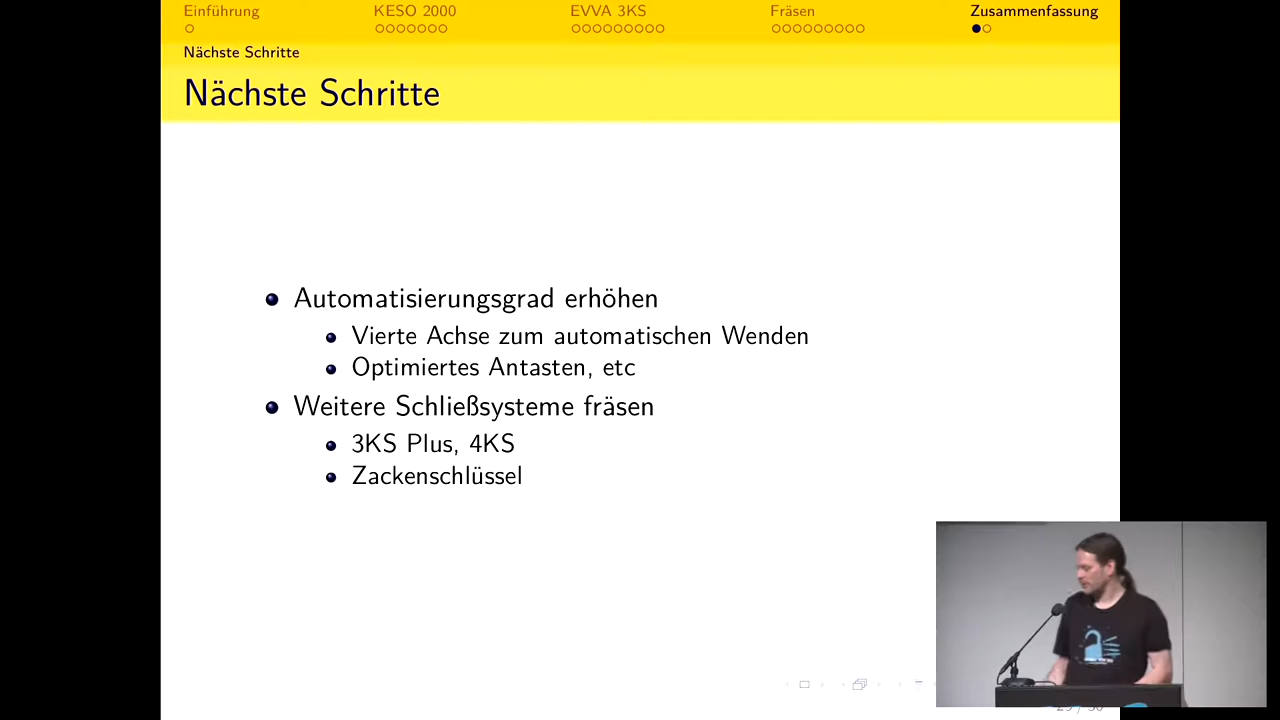 Einführung
KESO 2000
EVVA 3KS
Fräsen
Zusammenfassung
Nächste Schritte
Nächste Schritte
Automatisierungsgrad erhöhen
Vierte Achse zum automatischen Wenden
Optimiertes Antasten, etc
Weitere Schließsysteme fräsen
3KS Plus, 4KS
Zackenschlüssel